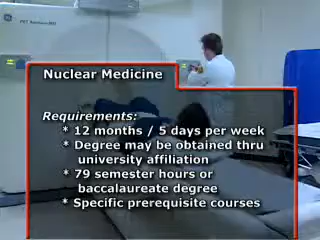 Nuclear Medicine
Requirements:
* 12 months / 5 days per week
* Degree may be obtained thru
university affiliation
* 79 semester hours or
baccalaureate degree
* Specific prerequisite courses